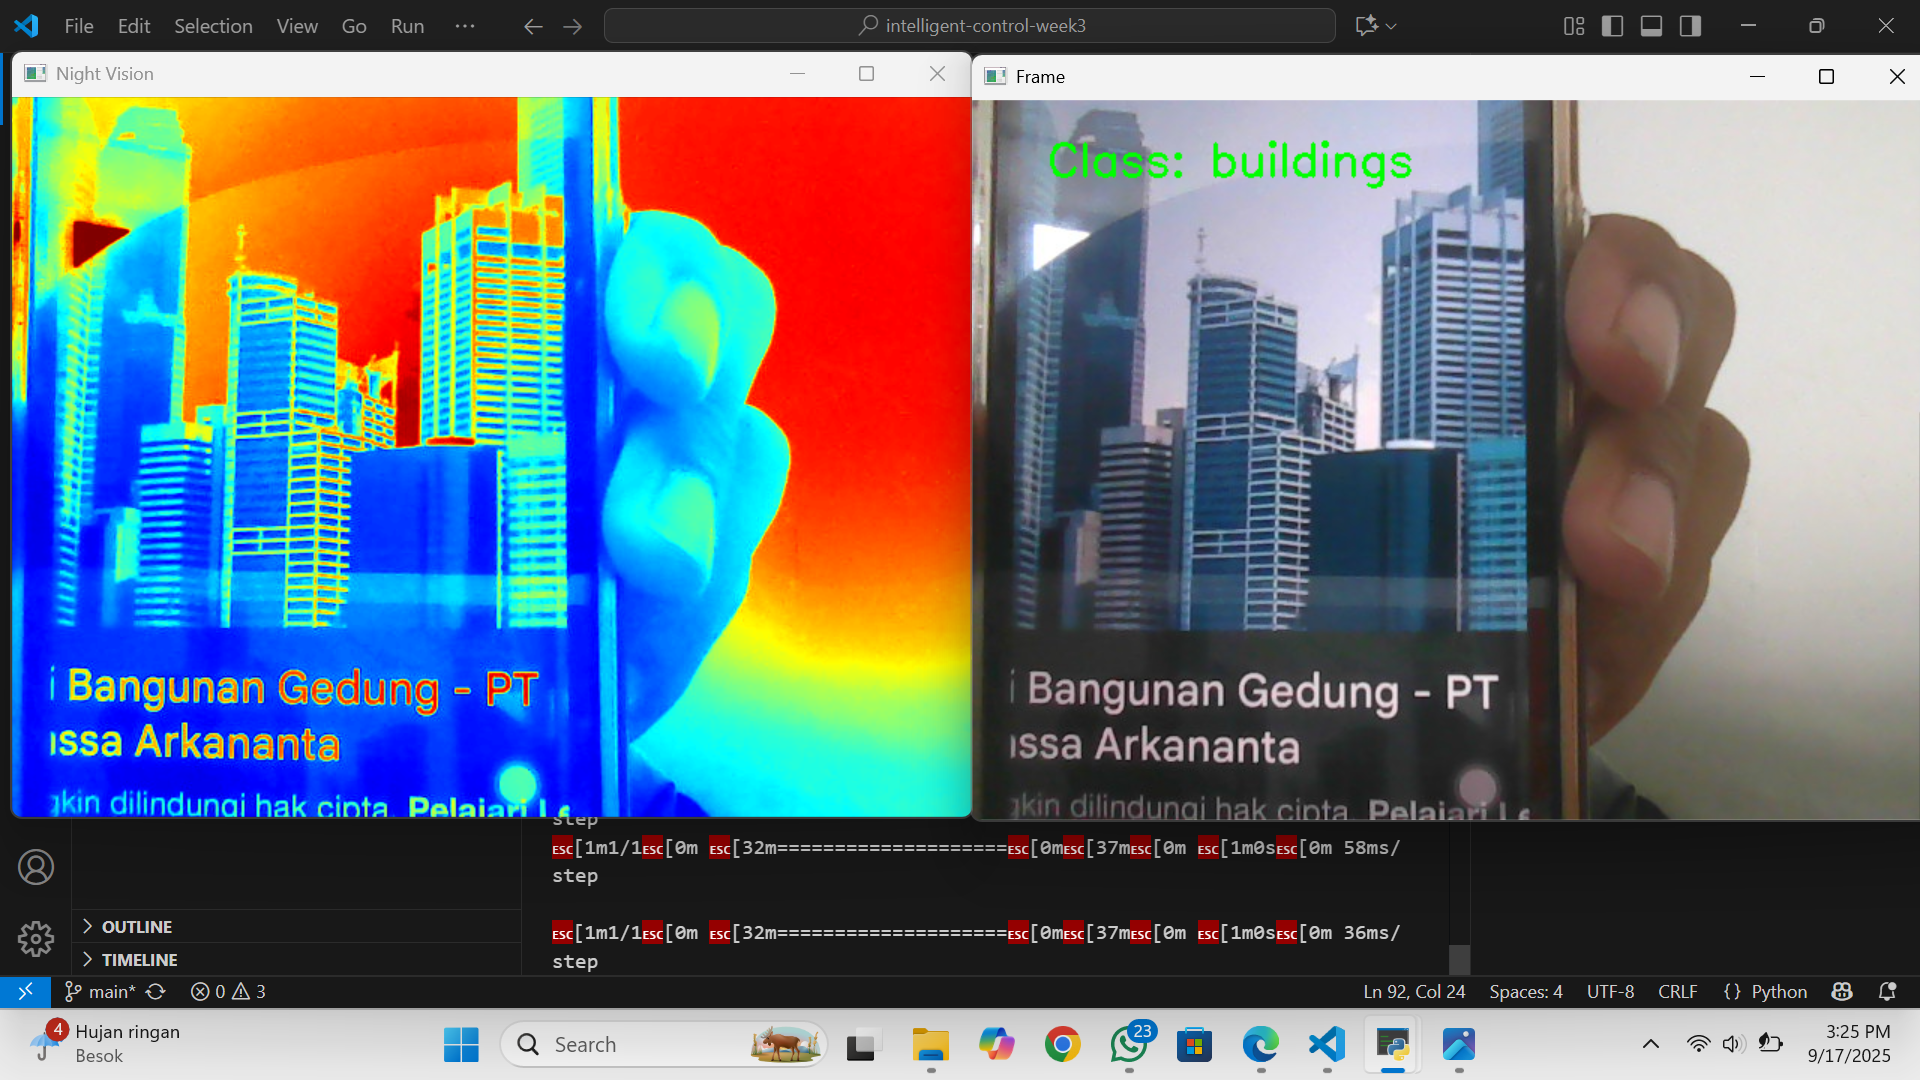 File Edit Selection View Go Run ···
intelligent-control-week3
Night Vision
Frame
i Bangunan Gedung - PT
assa Arkananta
gkin dilindungi hak cipta. Pelajari Le
Class: buildings
i Bangunan Gedung - PT
assa Arkananta
gkin dilindungi hak cipta. Pelajari Le
step
ESC[1m1/1ESC[0m ESC[32m====================ESC[0mESC[37mESC[0m ESC[1m0sESC[0m 58ms/
step
ESC[1m1/1ESC[0m ESC[32m====================ESC[0mESC[37mESC[0m ESC[1m0sESC[0m 36ms/
step
OUTLINE
TIMELINE
main* 0 3
Ln 92, Col 24 Spaces: 4 UTF-8 CRLF {} Python
4
Hujan ringan
Besok
Search
23
3:25 PM
9/17/2025